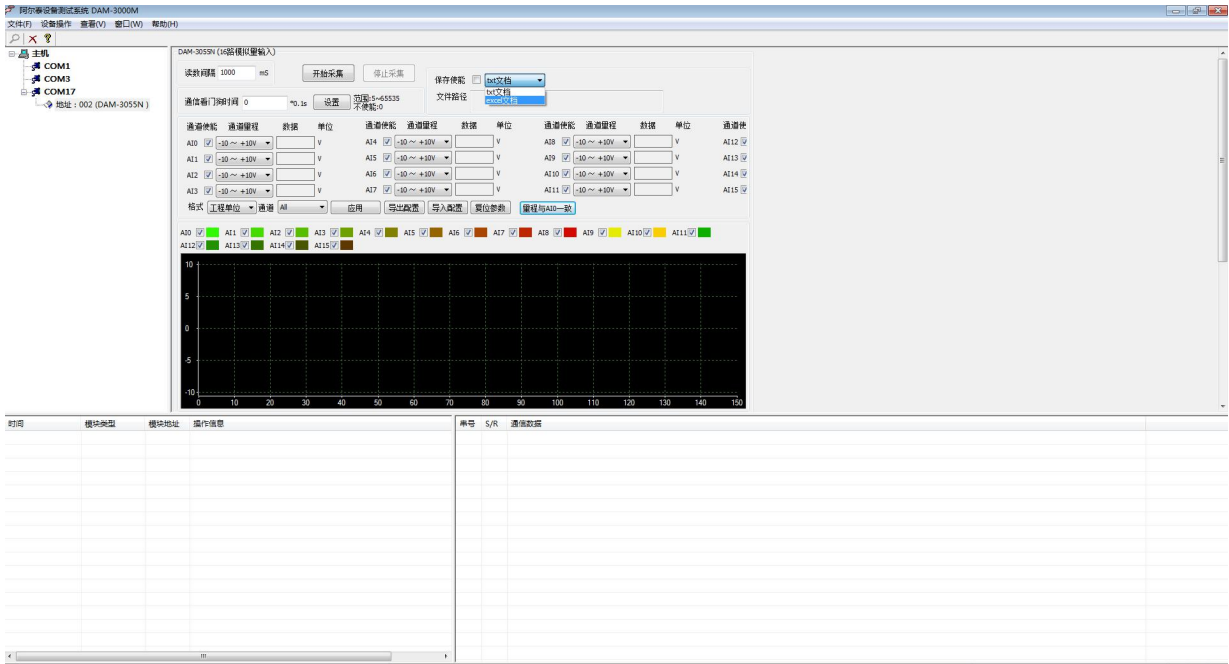 阿尔泰设备测试系统 DAM-3000M
文件(F) 设备操作 查看(V) 窗口(W) 帮助(H)
主机
COM1
COM3
COM17
地址：002 (DAM-3055N )
DAM-3055N (16路模拟量输入)
读数间隔 1000 mS 开始采集 停止采集
保存使能 txt文档
txt文档
excel文档
文件路径
通信看门狗时间 0 *0.1s 设置 范围:5~65535
不使能:0
通道使能 通道量程 数据 单位 通道使能 通道量程 数据 单位 通道使能 通道量程 数据 单位 通道使
AI0 -10 ～ +10V V AI4 -10 ～ +10V V AI8 -10 ～ +10V V AI12
AI1 -10 ～ +10V V AI5 -10 ～ +10V V AI9 -10 ～ +10V V AI13
AI2 -10 ～ +10V V AI6 -10 ～ +10V V AI10 -10 ～ +10V V AI14
AI3 -10 ～ +10V V AI7 -10 ～ +10V V AI11 -10 ～ +10V V AI15
格式 工程单位 通道 All 应用 导出配置 导入配置 复位参数 量程与AI0一致
AI0 AI1 AI2 AI3 AI4 AI5 AI6 AI7 AI8 AI9 AI10 AI11
AI12 AI13 AI14 AI15
10
5
0
-5
-10
0 10 20 30 40 50 60 70 80 90 100 110 120 130 140 150
时间 模块类型 模块地址 操作信息 串号 S/R 通信数据